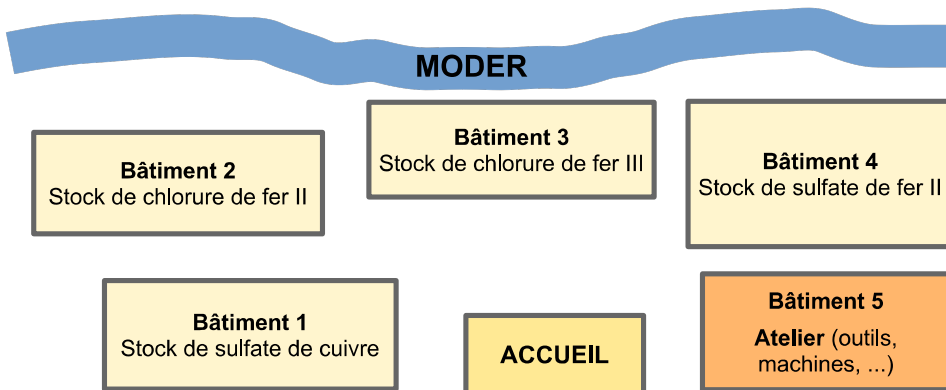 MODER
Bâtiment 2
Stock de chlorure de fer II
Bâtiment 3
Stock de chlorure de fer III
Bâtiment 4
Stock de sulfate de fer II
Bâtiment 1
Stock de sulfate de cuivre
ACCUEIL
Bâtiment 5
Atelier (outils,
machines, ...)